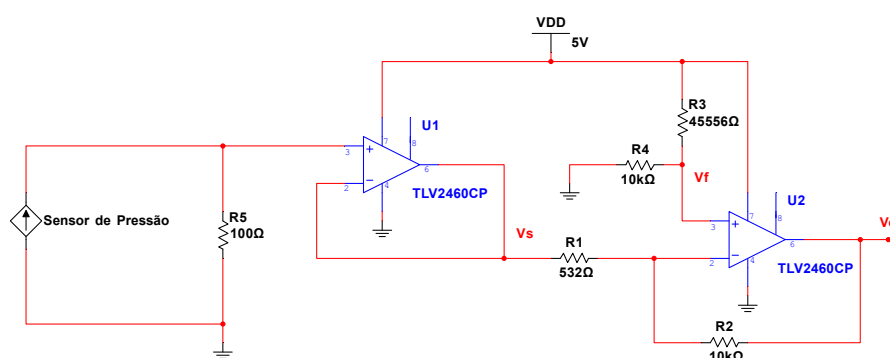 VDD
5V
R3
45556Ω
U1
7
8
3
2
6
4
TLV2460CP
R4
10kΩ
Vf
Sensor de Pressão
R5
100Ω
U2
7
8
3
2
6
4
TLV2460CP
Vs
R1
532Ω
R2
10kΩ